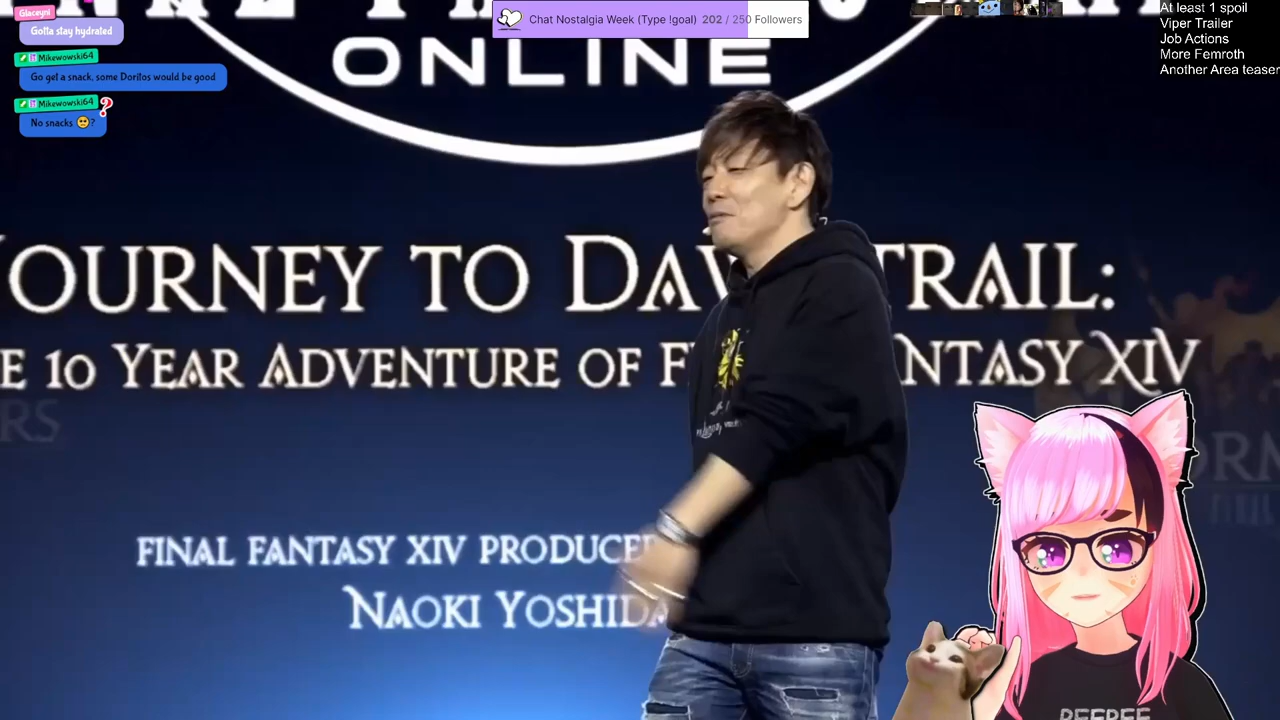 Glaceyni
Gotta stay hydrated
Mikewowski64
Go get a snack, some Doritos would be good
Mikewowski64
No snacks 🥺?
Chat Nostalgia Week (Type !goal) 202 / 250 Followers
At least 1 spoil
Viper Trailer
Job Actions
More Femroth
Another Area teaser
ONLINE
JOURNEY TO DAW TRAIL:
E 10 YEAR ADVENTURE OF F NTASY XIV
FINAL FANTASY XIV PRODUCER
NAOKI YOSHIDA